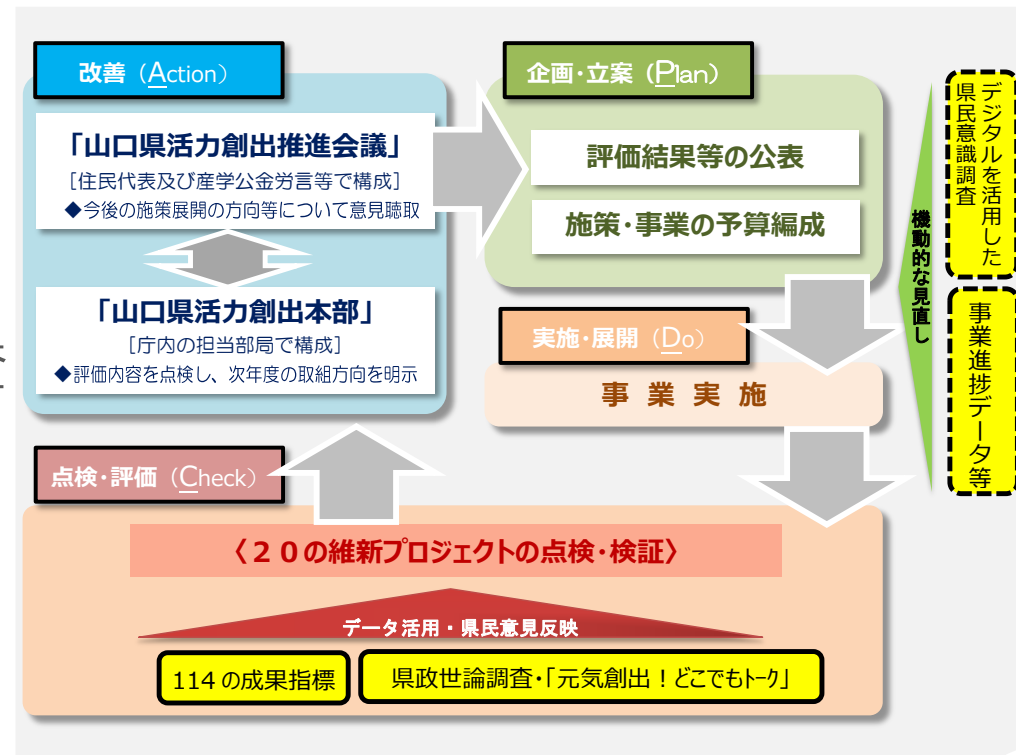 改善（Action）
「山口県活力創出推進会議」
［住民代表及び産学公金労言等で構成］
◆今後の施策展開の方向等について意見聴取
「山口県活力創出本部」
［庁内の担当部局で構成］
◆評価内容を点検し、次年度の取組方向を明示
企画・立案（Plan）
評価結果等の公表
施策・事業の予算編成
実施・展開（Do）
事業実施
機動的な見直し
デジタルを活用した
県民意識調査
事業進捗データ等
点検・評価（Check）
〈２０の維新プロジェクトの点検・検証〉
データ活用・県民意見反映
114の成果指標
県政世論調査・「元気創出！どこでもトーク」